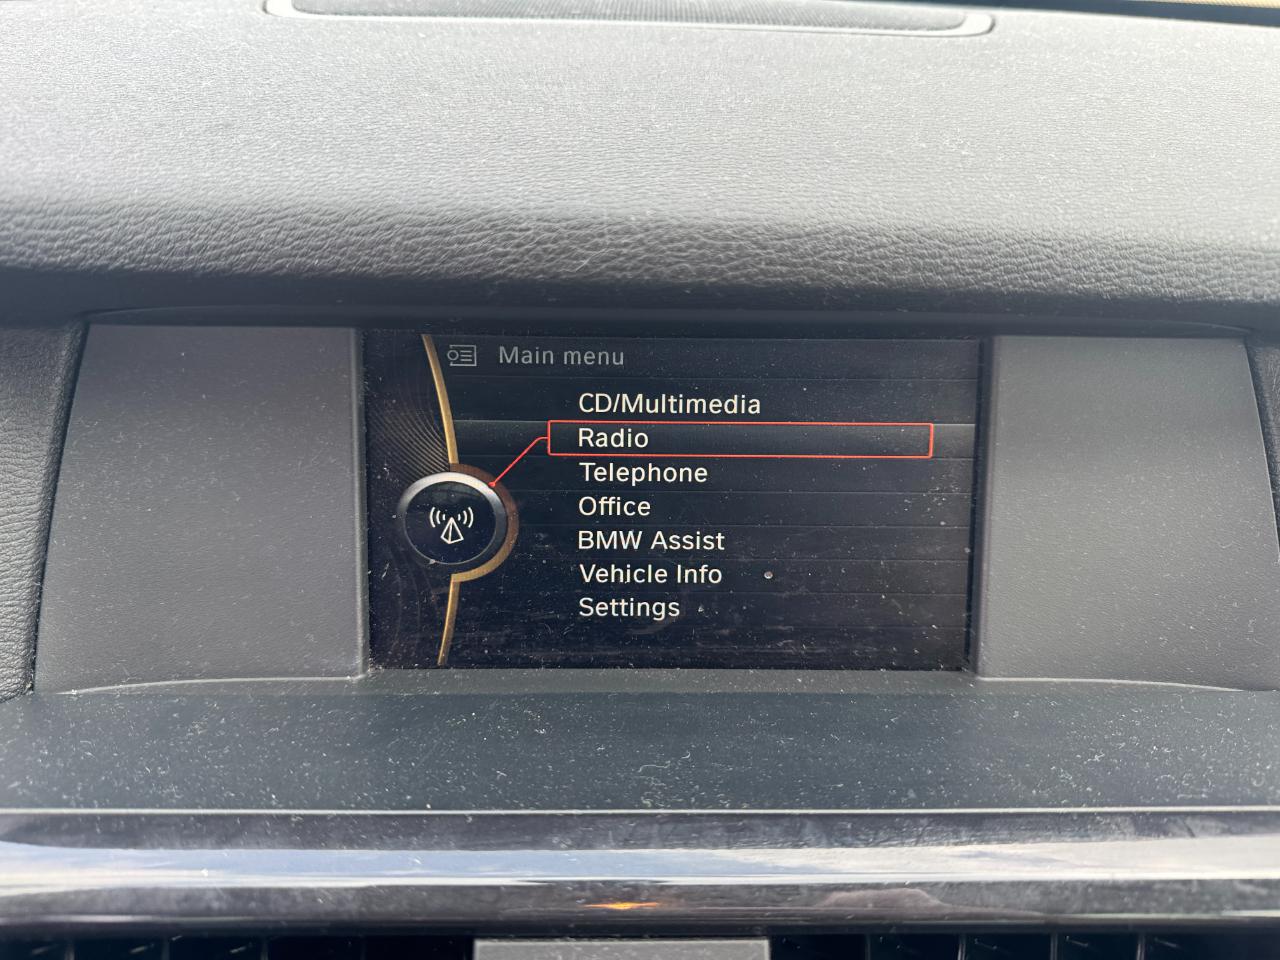 Main menu
CD/Multimedia
Radio
Telephone
Office
BMW Assist
Vehicle Info
Settings